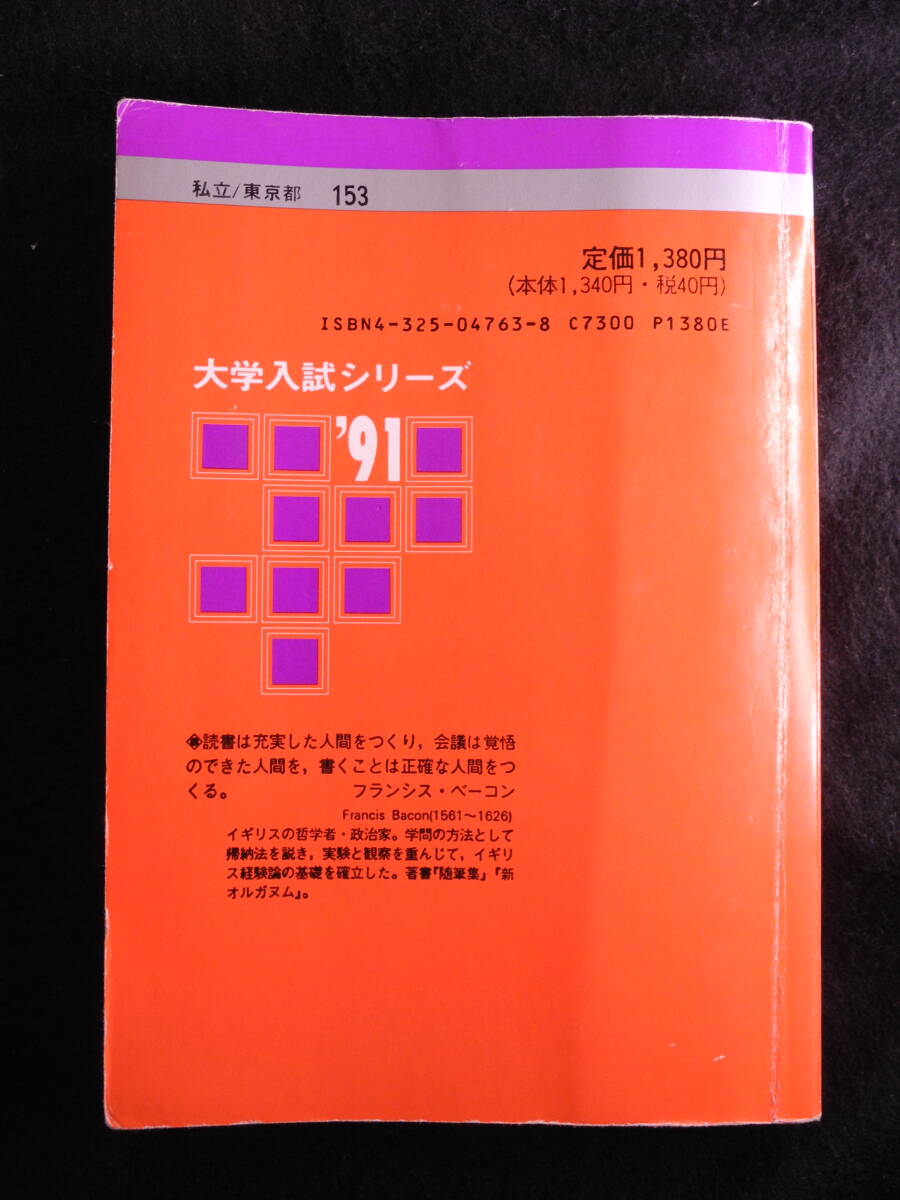 私立/東京都 153
定価1,380円
(本体1,340円・税40円)
ISBN4-325-04763-8 C7300 P1380E
大学入試シリーズ
'91
◉読書は充実した人間をつくり，会議は覚悟
のできた人間を，書くことは正確な人間をつ
くる。 フランシス・ベーコン
Francis Bacon(1561〜1626)
イギリスの哲学者・政治家。学問の方法として
帰納法を説き，実験と観察を重んじて，イギリ
ス経験論の基礎を確立した。著書『随筆集』『新
オルガヌム』。